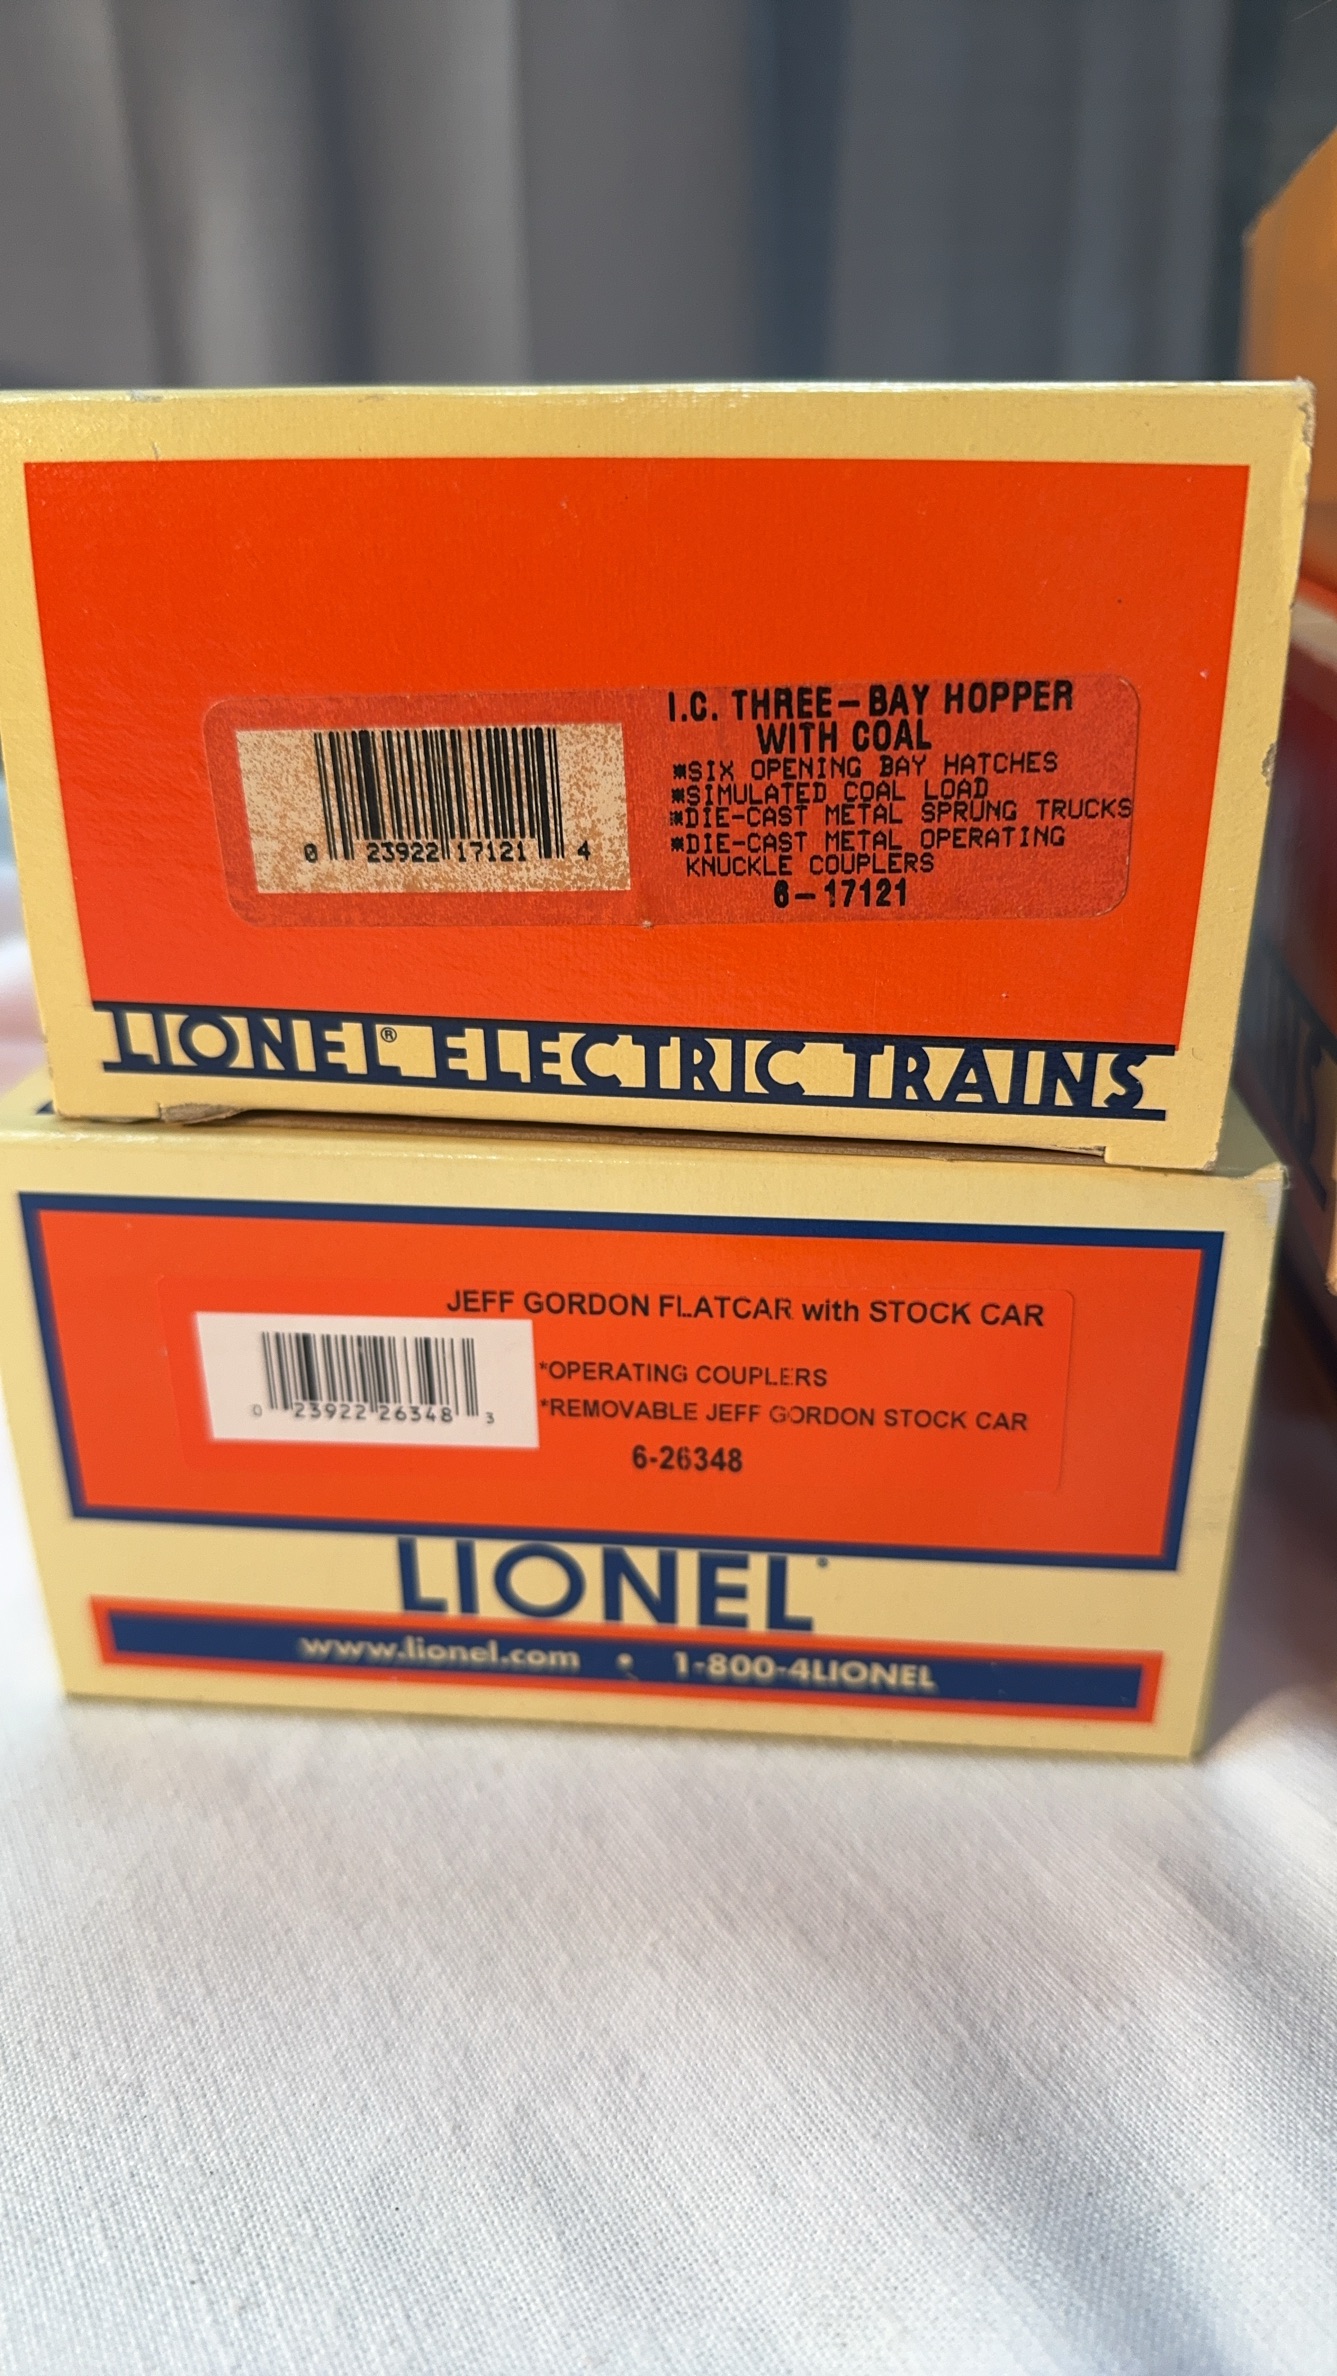 I.C. THREE-BAY HOPPER
WITH COAL
*SIX OPENING BAY HATCHES
*SIMULATED COAL LOAD
*DIE-CAST METAL SPRUNG TRUCKS
*DIE-CAST METAL OPERATING
KNUCKLE COUPLERS
6-17121
0 23922 17121 4
LIONEL® ELECTRIC TRAINS
JEFF GORDON FLATCAR with STOCK CAR
*OPERATING COUPLERS
*REMOVABLE JEFF GORDON STOCK CAR
6-26348
0 23922 26348 3
LIONEL
www.lionel.com • 1-800-4LIONEL